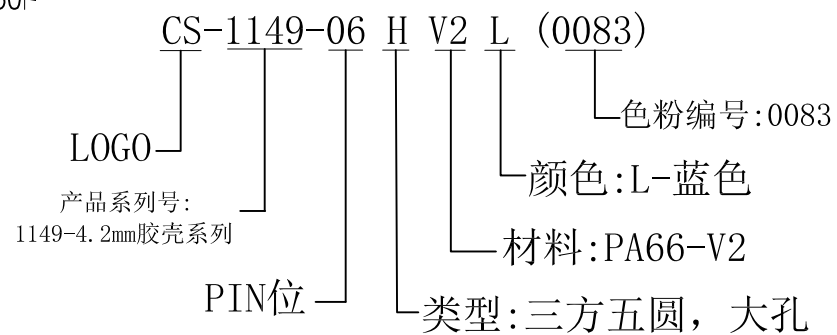 CS-1149-06 H V2 L (0083)
色粉编号:0083
LOGO
颜色:L-蓝色
产品系列号:
1149-4.2mm胶壳系列
材料:PA66-V2
PIN位
类型:三方五圆，大孔